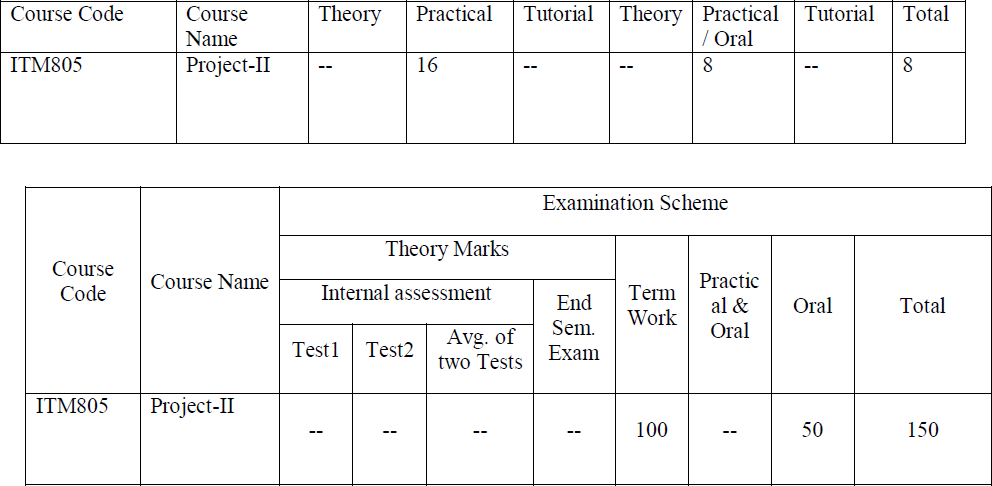 Course Code Course Name Theory Practical Tutorial Theory Practical / Oral Tutorial Total
ITM805 Project-II -- 16 -- -- 8 -- 8
Examination Scheme
Theory Marks
Course Code Course Name Internal assessment End Sem. Exam Term Work Practic al & Oral Oral Total
Test1 Test2 Avg. of two Tests
ITM805 Project-II -- -- -- -- 100 -- 50 150